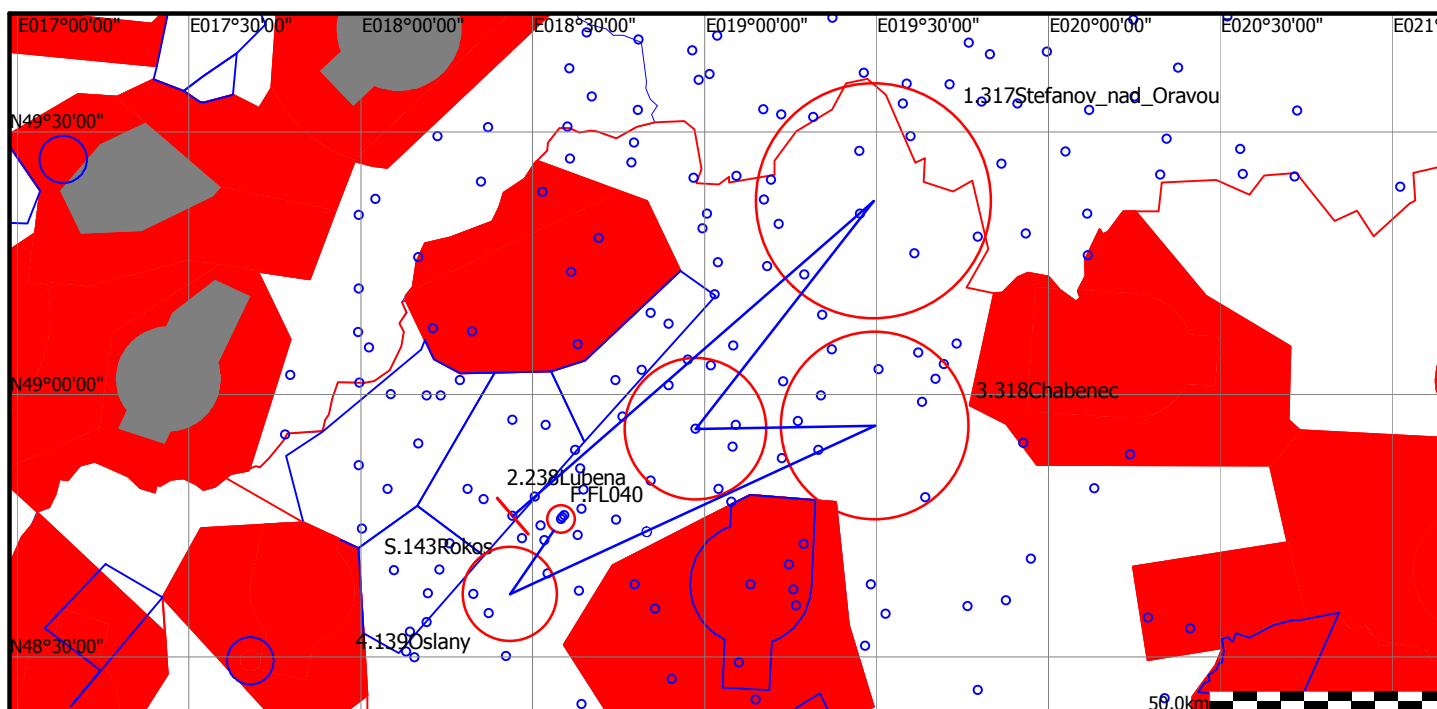 E017°00'00"
E017°30'00"
E018°00'00"
E018°30'00"
E019°00'00"
E019°30'00"
E020°00'00"
E020°30'00"
E021°
1.317Stefanov_nad_Oravou
N49°30'00"
N49°00'00"
3.318Chabenec
2.238Lubena
F.FL040
S.143Rokos
4.139Oslany
N48°30'00"
50.0km